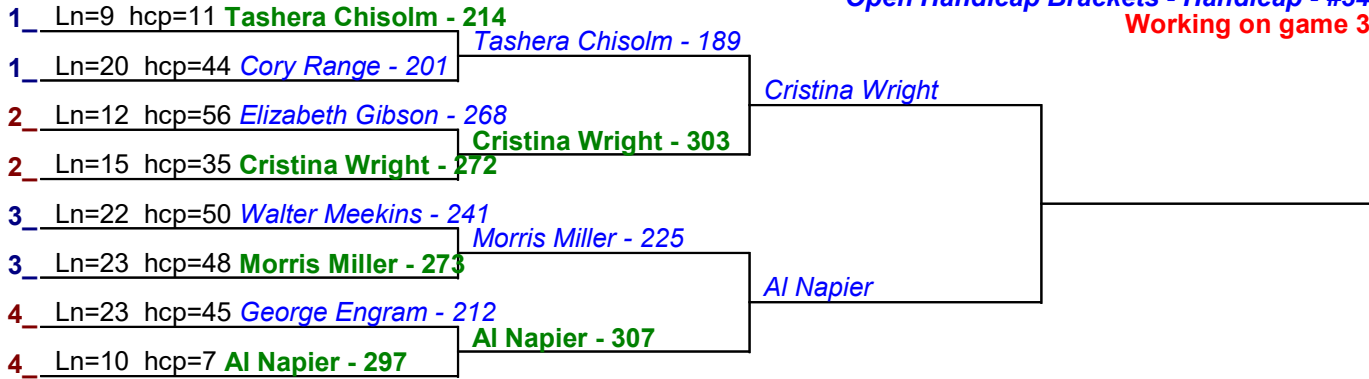 Open Handicap Brackets - Handicap - #34
Working on game 3
1_ Ln=9 hcp=11 Tashera Chisolm - 214
Tashera Chisolm - 189
1_ Ln=20 hcp=44 Cory Range - 201
Cristina Wright
2_ Ln=12 hcp=56 Elizabeth Gibson - 268
Cristina Wright - 303
2_ Ln=15 hcp=35 Cristina Wright - 272
3_ Ln=22 hcp=50 Walter Meekins - 241
Morris Miller - 225
3_ Ln=23 hcp=48 Morris Miller - 273
Al Napier
4_ Ln=23 hcp=45 George Engram - 212
Al Napier - 307
4_ Ln=10 hcp=7 Al Napier - 297